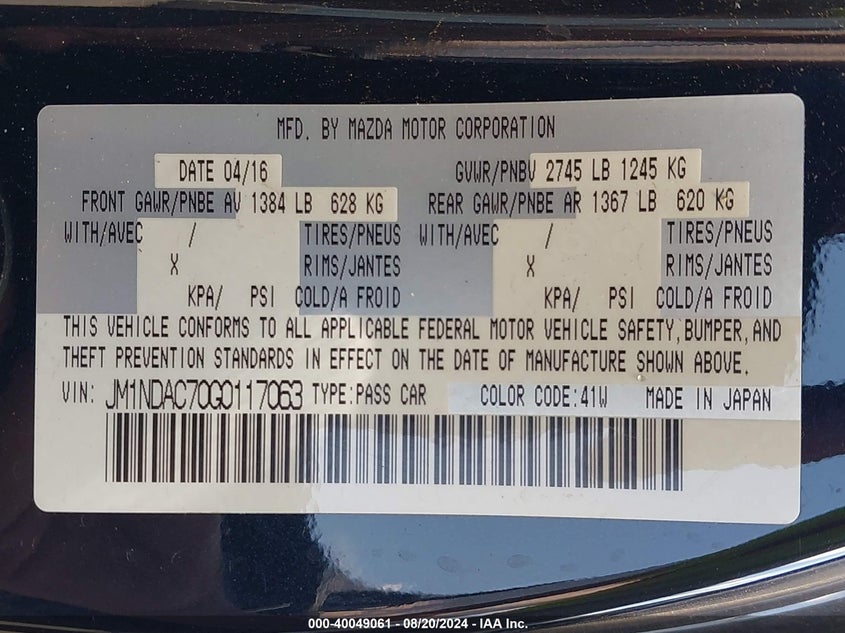 MFD. BY MAZDA MOTOR CORPORATION
DATE 04/16 GVWR/PNBV 2745 LB 1245 KG
FRONT GAWR/PNBE AV 1384 LB 628 KG REAR GAWR/PNBE AR 1367 LB 620 KG
WITH/AVEC / TIRES/PNEUS WITH/AVEC / TIRES/PNEUS
X RIMS/JANTES X RIMS/JANTES
KPA/ PSI COLD/A FROID KPA/ PSI COLD/A FROID
THIS VEHICLE CONFORMS TO ALL APPLICABLE FEDERAL MOTOR VEHICLE SAFETY, BUMPER, AND
THEFT PREVENTION STANDARDS IN EFFECT ON THE DATE OF MANUFACTURE SHOWN ABOVE.
VIN: JM1NDAC70G0117063 TYPE:PASS CAR COLOR CODE:41W MADE IN JAPAN
000-40049061 - 08/20/2024 - IAA Inc.